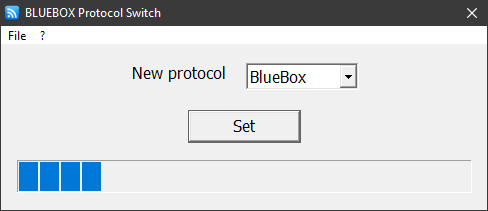 BLUEBOX Protocol Switch
File ?
New protocol BlueBox
Set